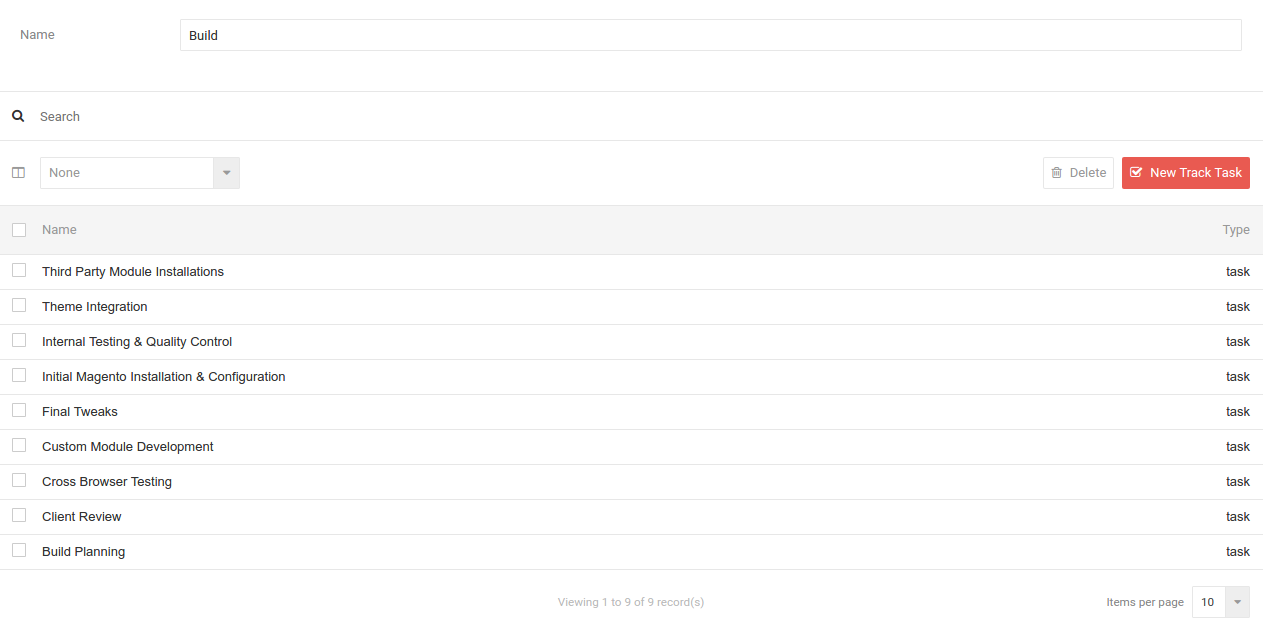 Name Build
Search
None Delete New Track Task
Name Type
Third Party Module Installations task
Theme Integration task
Internal Testing & Quality Control task
Initial Magento Installation & Configuration task
Final Tweaks task
Custom Module Development task
Cross Browser Testing task
Client Review task
Build Planning task
Viewing 1 to 9 of 9 record(s) Items per page 10